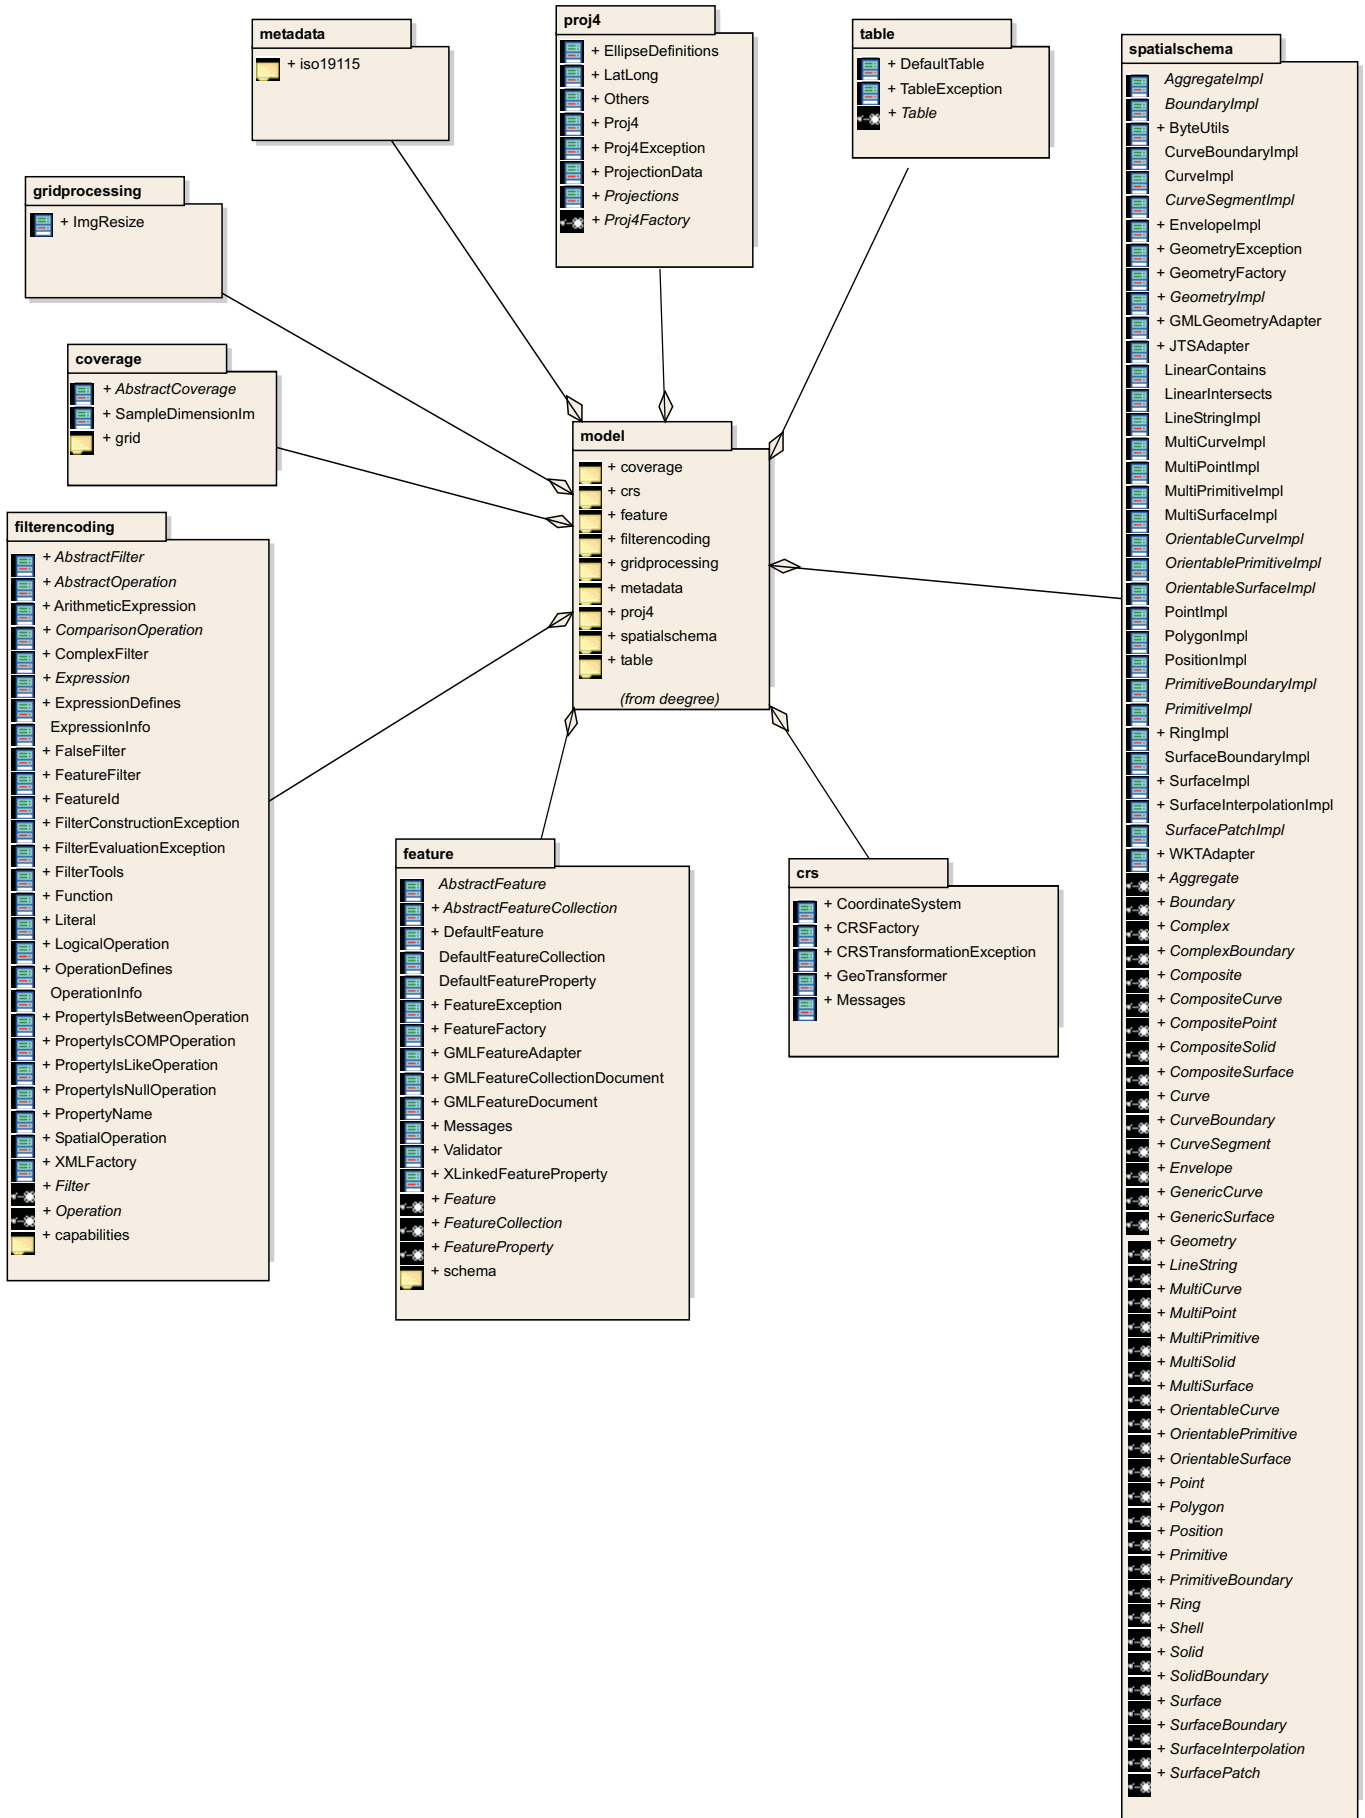 metadata
+ iso19115
proj4
+ EllipseDefinitions
+ LatLong
+ Others
+ Proj4
+ Proj4Exception
+ ProjectionData
+ Projections
+ Proj4Factory
table
+ DefaultTable
+ TableException
+ Table
spatialschema
AggregateImpl
BoundaryImpl
+ ByteUtils
CurveBoundaryImpl
CurveImpl
CurveSegmentImpl
+ EnvelopeImpl
+ GeometryException
+ GeometryFactory
+ GeometryImpl
+ GMLGeometryAdapter
+ JTSAdapter
LinearContains
LinearIntersects
LineStringImpl
MultiCurveImpl
MultiPointImpl
MultiPrimitiveImpl
MultiSurfaceImpl
OrientableCurveImpl
OrientablePrimitiveImpl
OrientableSurfaceImpl
PointImpl
PolygonImpl
PositionImpl
PrimitiveBoundaryImpl
PrimitiveImpl
+ RingImpl
SurfaceBoundaryImpl
+ SurfaceImpl
+ SurfaceInterpolationImpl
SurfacePatchImpl
+ WKTAdapter
+ Aggregate
+ Boundary
+ Complex
+ ComplexBoundary
+ Composite
+ CompositeCurve
+ CompositePoint
+ CompositeSolid
+ CompositeSurface
+ Curve
+ CurveBoundary
+ CurveSegment
+ Envelope
+ GenericCurve
+ GenericSurface
+ Geometry
+ LineString
+ MultiCurve
+ MultiPoint
+ MultiPrimitive
+ MultiSolid
+ MultiSurface
+ OrientableCurve
+ OrientablePrimitive
+ OrientableSurface
+ Point
+ Polygon
+ Position
+ Primitive
+ PrimitiveBoundary
+ Ring
+ Shell
+ Solid
+ SolidBoundary
+ Surface
+ SurfaceBoundary
+ SurfaceInterpolation
+ SurfacePatch
gridprocessing
+ ImgResize
coverage
+ AbstractCoverage
+ SampleDimensionIm
+ grid
model
+ coverage
+ crs
+ feature
+ filterencoding
+ gridprocessing
+ metadata
+ proj4
+ spatialschema
+ table
(from deegree)
filterencoding
+ AbstractFilter
+ AbstractOperation
+ ArithmeticExpression
+ ComparisonOperation
+ ComplexFilter
+ Expression
+ ExpressionDefines
ExpressionInfo
+ FalseFilter
+ FeatureFilter
+ FeatureId
+ FilterConstructionException
+ FilterEvaluationException
+ FilterTools
+ Function
+ Literal
+ LogicalOperation
+ OperationDefines
OperationInfo
+ PropertyIsBetweenOperation
+ PropertyIsCOMPOperation
+ PropertyIsLikeOperation
+ PropertyIsNullOperation
+ PropertyName
+ SpatialOperation
+ XMLFactory
+ Filter
+ Operation
+ capabilities
feature
AbstractFeature
+ AbstractFeatureCollection
+ DefaultFeature
DefaultFeatureCollection
DefaultFeatureProperty
+ FeatureException
+ FeatureFactory
+ GMLFeatureAdapter
+ GMLFeatureCollectionDocument
+ GMLFeatureDocument
+ Messages
+ Validator
+ XLinkedFeatureProperty
+ Feature
+ FeatureCollection
+ FeatureProperty
+ schema
crs
+ CoordinateSystem
+ CRSFactory
+ CRSTransformationException
+ GeoTransformer
+ Messages